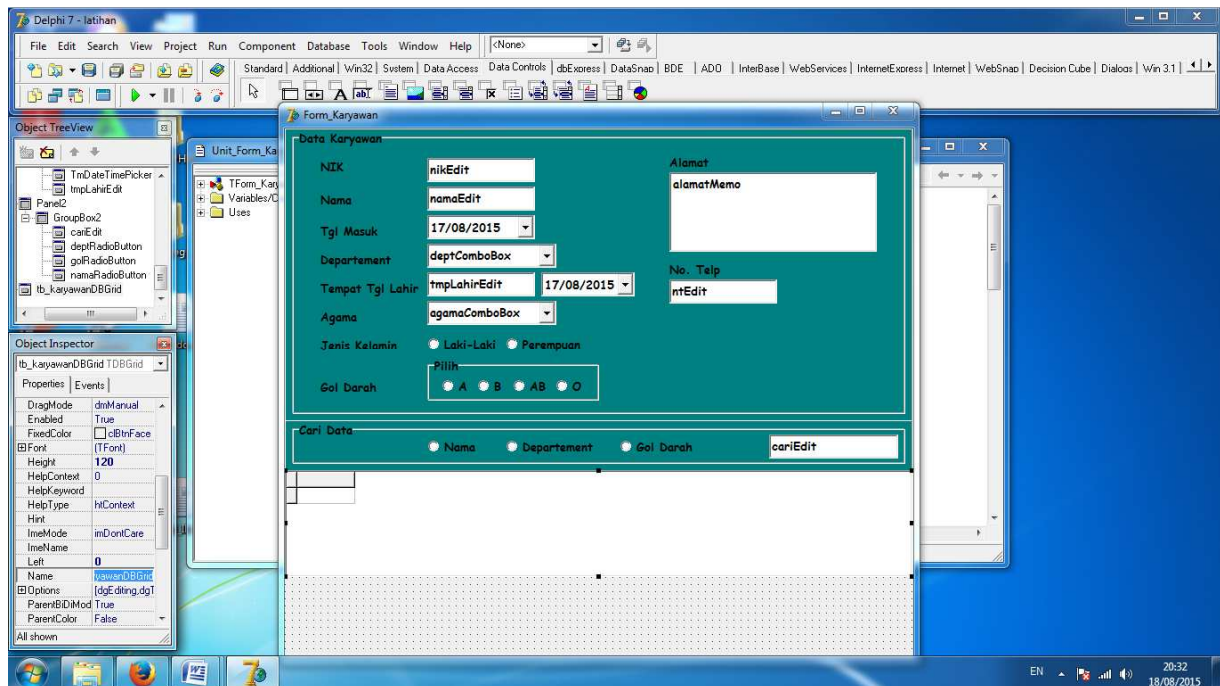 Delphi 7 - latihan
File Edit Search View Project Run Component Database Tools Window Help <None>
Standard Additional Win32 System Data Access Data Controls dbExpress DataSnap BDE ADO InterBase WebServices InternetExpress Internet WebSnap Decision Cube Dialogs Win 3.1
Object TreeView
TmDateTimePicker
tmpLahirEdit
Panel2
GroupBox2
cariEdit
deptRadioButton
golRadioButton
namaRadioButton
tb_karyawanDBGrid
Unit_Form_Ka
TForm_Kary
Variables/C
Uses
Object Inspector
tb_karyawanDBGrid TDBGrid
Properties Events
DragMode dmManual
Enabled True
FixedColor clBtnFace
Font (TFont)
Height 120
HelpContext 0
HelpKeyword
HelpType htContext
Hint
ImeMode imDontCare
ImeName
Left 0
Name yawanDBGrid
Options [dgEditing,dgT
ParentBiDiMod True
ParentColor False
All shown
Form_Karyawan
Data Karyawan
NIK nikEdit
Nama namaEdit
Tgl Masuk 17/08/2015
Departement deptComboBox
Tempat Tgl Lahir tmpLahirEdit 17/08/2015
Agama agamaComboBox
Jenis Kelamin Laki-Laki Perempuan
Pilih
Gol Darah A B AB O
Alamat
alamatMemo
No. Telp
ntEdit
Cari Data
Nama Departement Gol Darah cariEdit
EN 20:32
18/08/2015